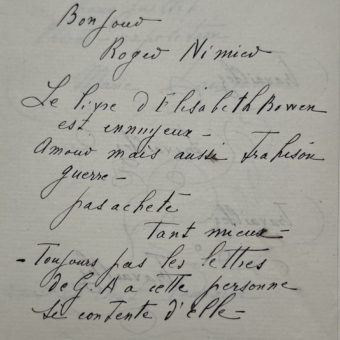 Bonjour
Roger Nimier
Le livre d'Elisabeth Bowen
est ennuyeux -
Amour mais aussi trahison
guerre -
pas acheté
tant mieux -
- Toujours pas les lettres
de G. A a cette personne
se contente d'elle -